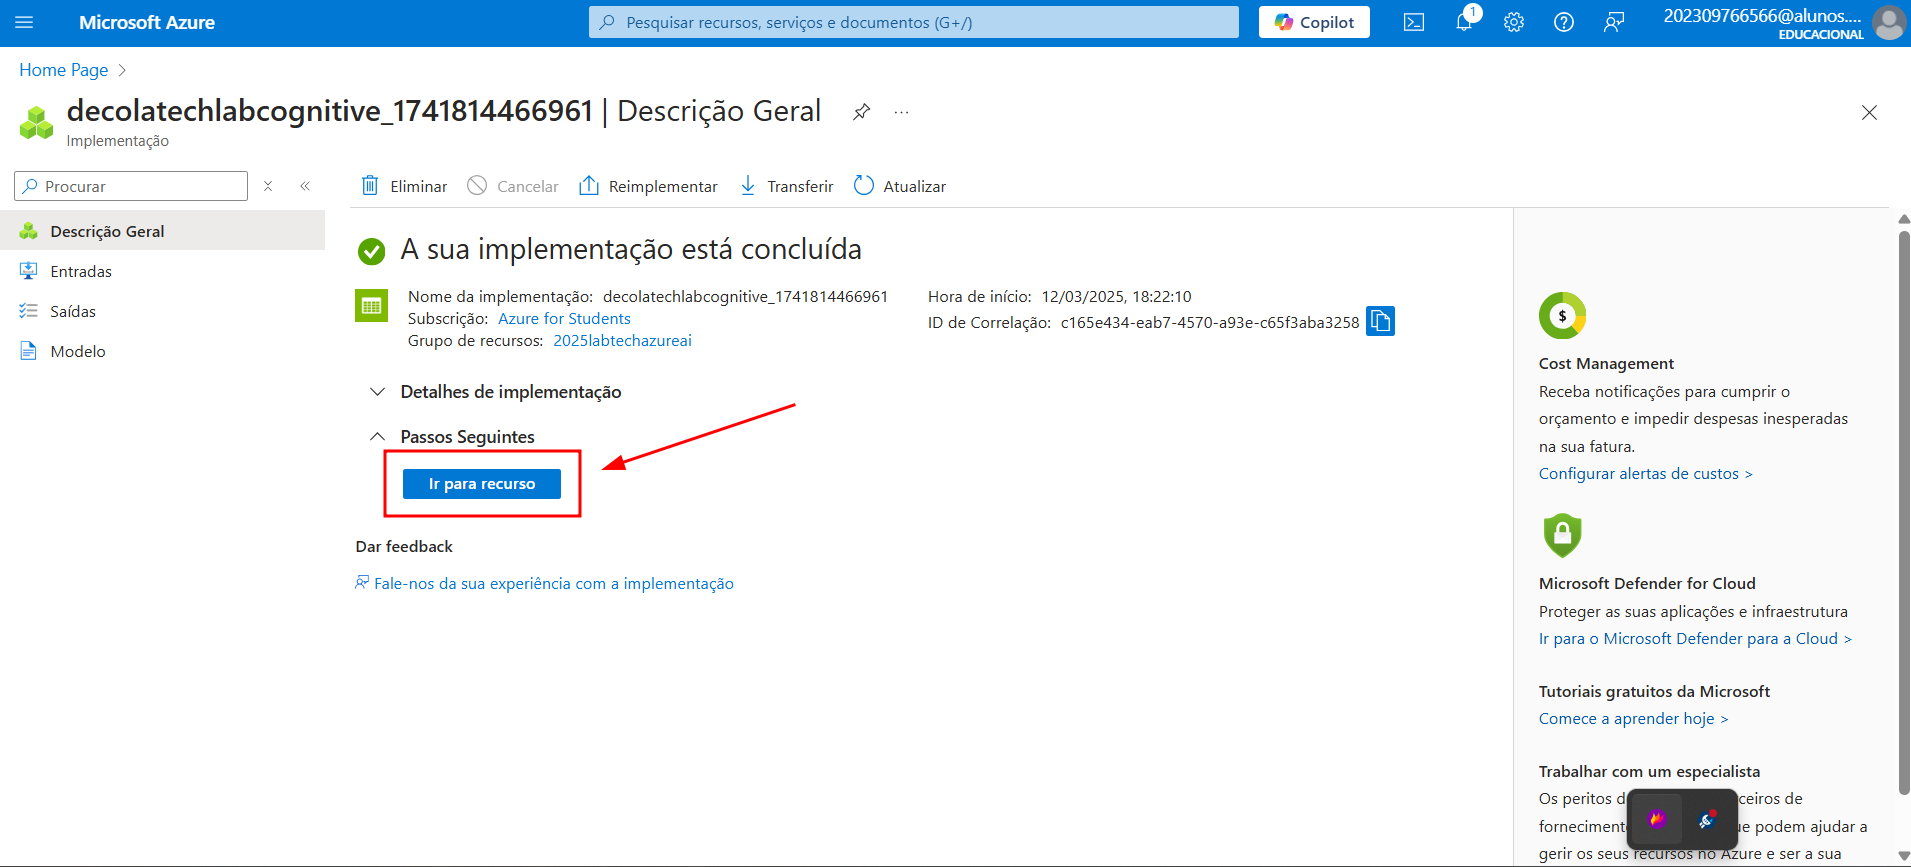 Microsoft Azure
Pesquisar recursos, serviços e documentos (G+/)
Copilot
1
202309766566@alunos....
EDUCACIONAL
Home Page
decolatechlabcognitive_1741814466961 | Descrição Geral
...
Implementação
Procurar
Eliminar
Cancelar
Reimplementar
Transferir
Atualizar
Descrição Geral
Entradas
Saídas
Modelo
A sua implementação está concluída
Nome da implementação: decolatechlabcognitive_1741814466961
Subscrição: Azure for Students
Grupo de recursos: 2025labtechazureai
Hora de início: 12/03/2025, 18:22:10
ID de Correlação: c165e434-eab7-4570-a93e-c65f3aba3258
Detalhes de implementação
Passos Seguintes
Ir para recurso
Dar feedback
Fale-nos da sua experiência com a implementação
$
Cost Management
Receba notificações para cumprir o
orçamento e impedir despesas inesperadas
na sua fatura.
Configurar alertas de custos >
Microsoft Defender for Cloud
Proteger as suas aplicações e infraestrutura
Ir para o Microsoft Defender para a Cloud >
Tutoriais gratuitos da Microsoft
Comece a aprender hoje >
Trabalhar com um especialista
Os peritos ceiros de
podem ajudar a
gerir os seus recursos no Azure e ser a sua